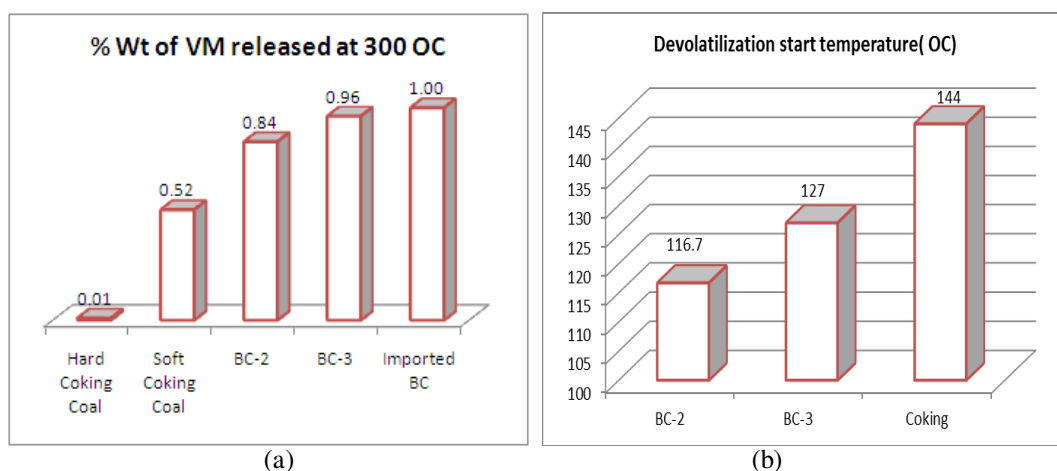 % Wt of VM released at 300 OC
0.01
0.52
0.84
0.96
1.00
Hard
Coking
Coal
Soft
Coking
Coal
BC-2
BC-3
Imported
BC
(a)
Devolatilization start temperature( OC)
145
140
135
130
125
120
115
110
105
100
116.7
127
144
BC-2
BC-3
Coking
(b)